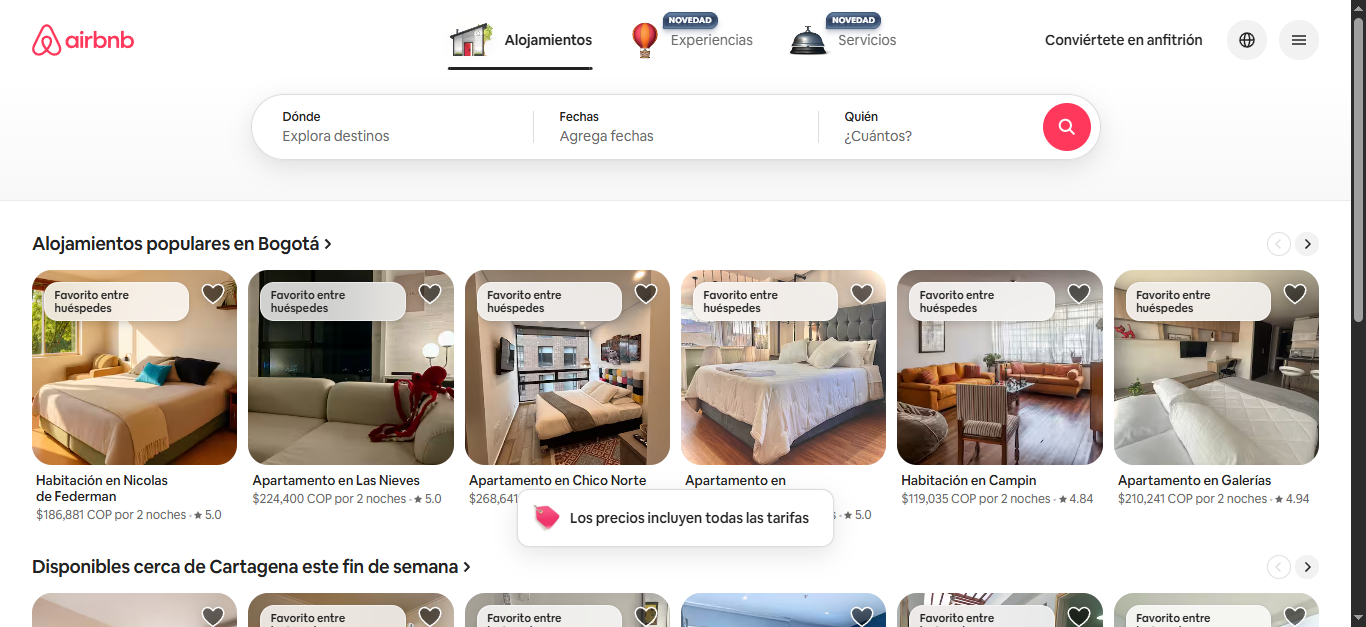 airbnb
Alojamientos
NOVEDAD
Experiencias
NOVEDAD
Servicios
Conviértete en anfitrión
Dónde
Explora destinos
Fechas
Agrega fechas
Quién
¿Cuántos?
Alojamientos populares en Bogotá
Favorito entre
huéspedes
Favorito entre
huéspedes
Favorito entre
huéspedes
Favorito entre
huéspedes
Favorito entre
huéspedes
Favorito entre
huéspedes
Habitación en Nicolas
de Federman
$186,881 COP por 2 noches · ★ 5.0
Apartamento en Las Nieves
$224,400 COP por 2 noches · ★ 5.0
Apartamento en Chico Norte
$268,641
Apartamento en
· ★ 5.0
Habitación en Campin
$119,035 COP por 2 noches · ★ 4.84
Apartamento en Galerías
$210,241 COP por 2 noches · ★ 4.94
Los precios incluyen todas las tarifas
Disponibles cerca de Cartagena este fin de semana
Favorito entre
Favorito entre
Favorito entre
Favorito entre